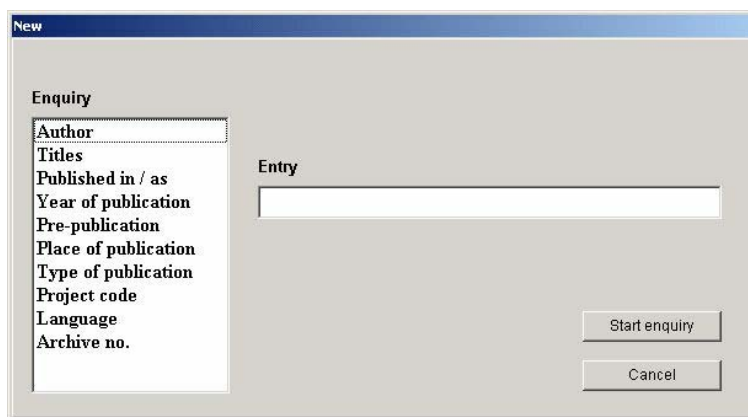 New
Enquiry
Author
Titles
Published in / as
Year of publication
Pre-publication
Place of publication
Type of publication
Project code
Language
Archive no.
Entry
Start enquiry
Cancel